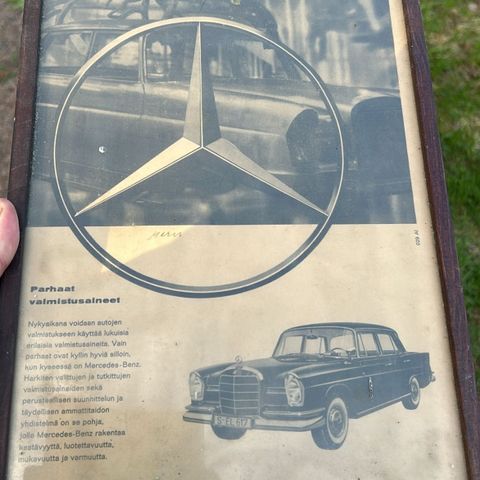 Parhaat
valmistusaineet
Nykyaikana voidaan autojen
valmistukseen käyttää lukuisia
erilaisia valmistusaineita. Vain
parhaat ovat kyllin hyviä silloin,
kun kyseessä on Mercedes-Benz.
Harkiten valittujen ja tutkittujen
valmistusaineiden sekä
perusteellisen suunnittelun ja
täydellisen ammattitaidon
yhdistelmä on se pohja,
jolle Mercedes-Benz rakentaa
kestävyyttä, luotettavuutta,
mukavuutta ja varmuutta.
S-EL 617